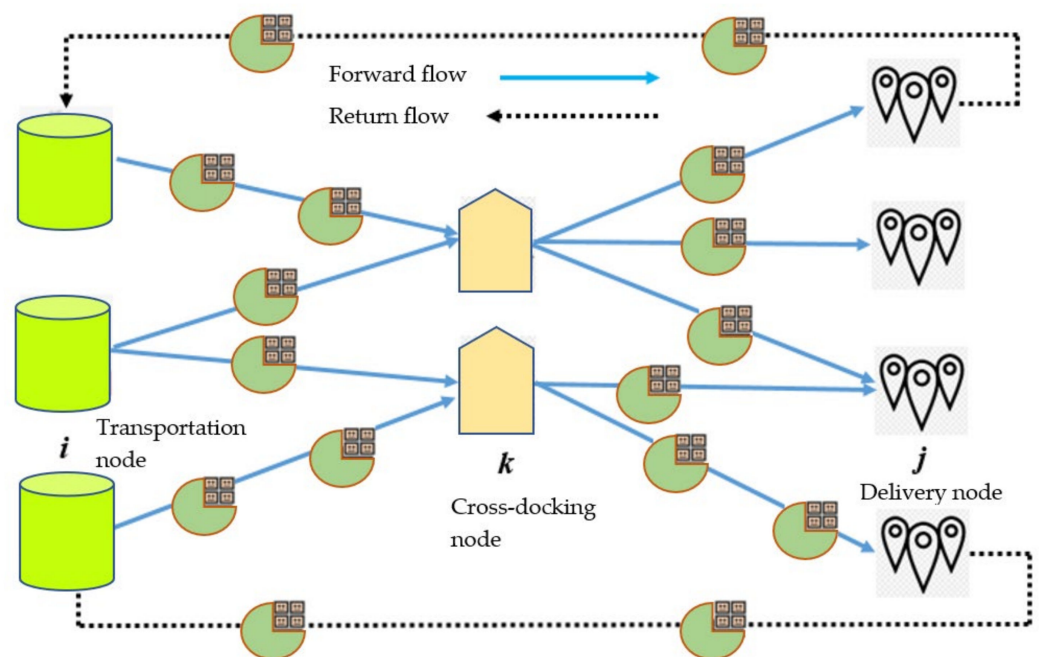 Forward flow
Return flow
Transportation
node
i
k
j
Cross-docking
node
Delivery node